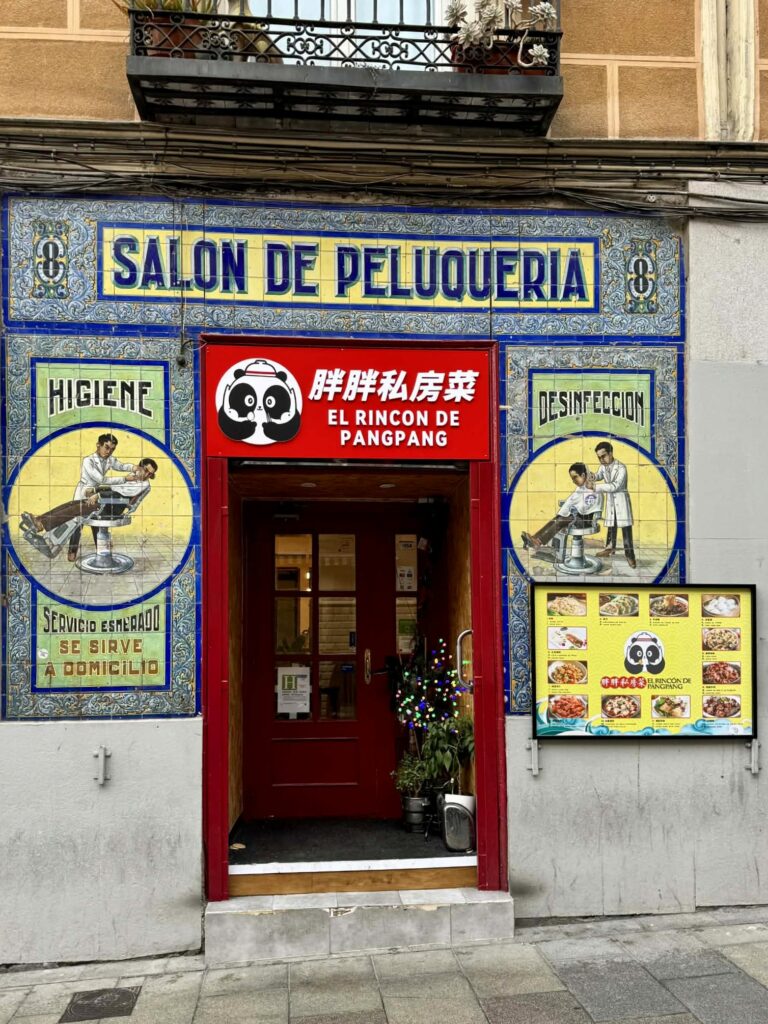 8 SALON DE PELUQUERIA 8
HIGIENE
胖胖私房菜
EL RINCON DE
PANGPANG
DESINFECCION
SERVICIO ESMERADO
SE SIRVE
A DOMICILIO
H
胖胖私房菜
EL RINCÓN DE
PANGPANG